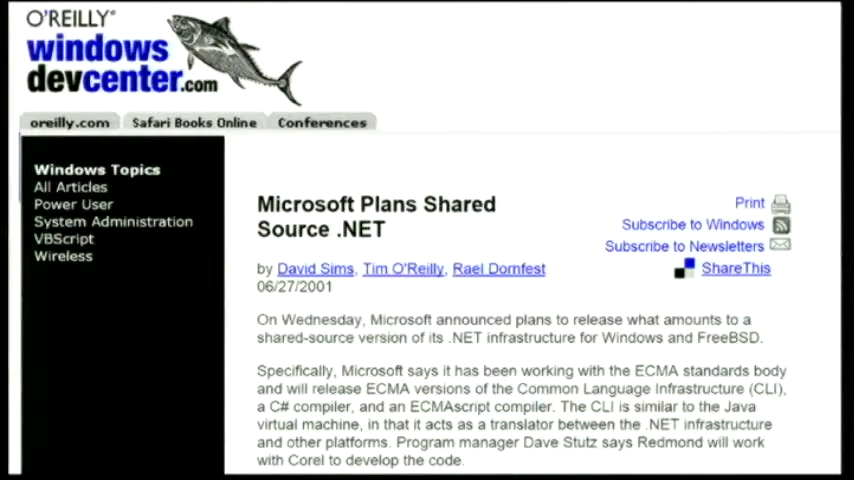 O'REILLY®
windows
devcenter.com
oreilly.com
Safari Books Online
Conferences
Windows Topics
All Articles
Power User
System Administration
VBScript
Wireless
Microsoft Plans Shared
Source .NET
Print
Subscribe to Windows
Subscribe to Newsletters
ShareThis
by David Sims, Tim O'Reilly, Rael Dornfest
06/27/2001
On Wednesday, Microsoft announced plans to release what amounts to a
shared-source version of its .NET infrastructure for Windows and FreeBSD.
Specifically, Microsoft says it has been working with the ECMA standards body
and will release ECMA versions of the Common Language Infrastructure (CLI),
a C# compiler, and an ECMAscript compiler. The CLI is similar to the Java
virtual machine, in that it acts as a translator between the .NET infrastructure
and other platforms. Program manager Dave Stutz says Redmond will work
with Corel to develop the code.